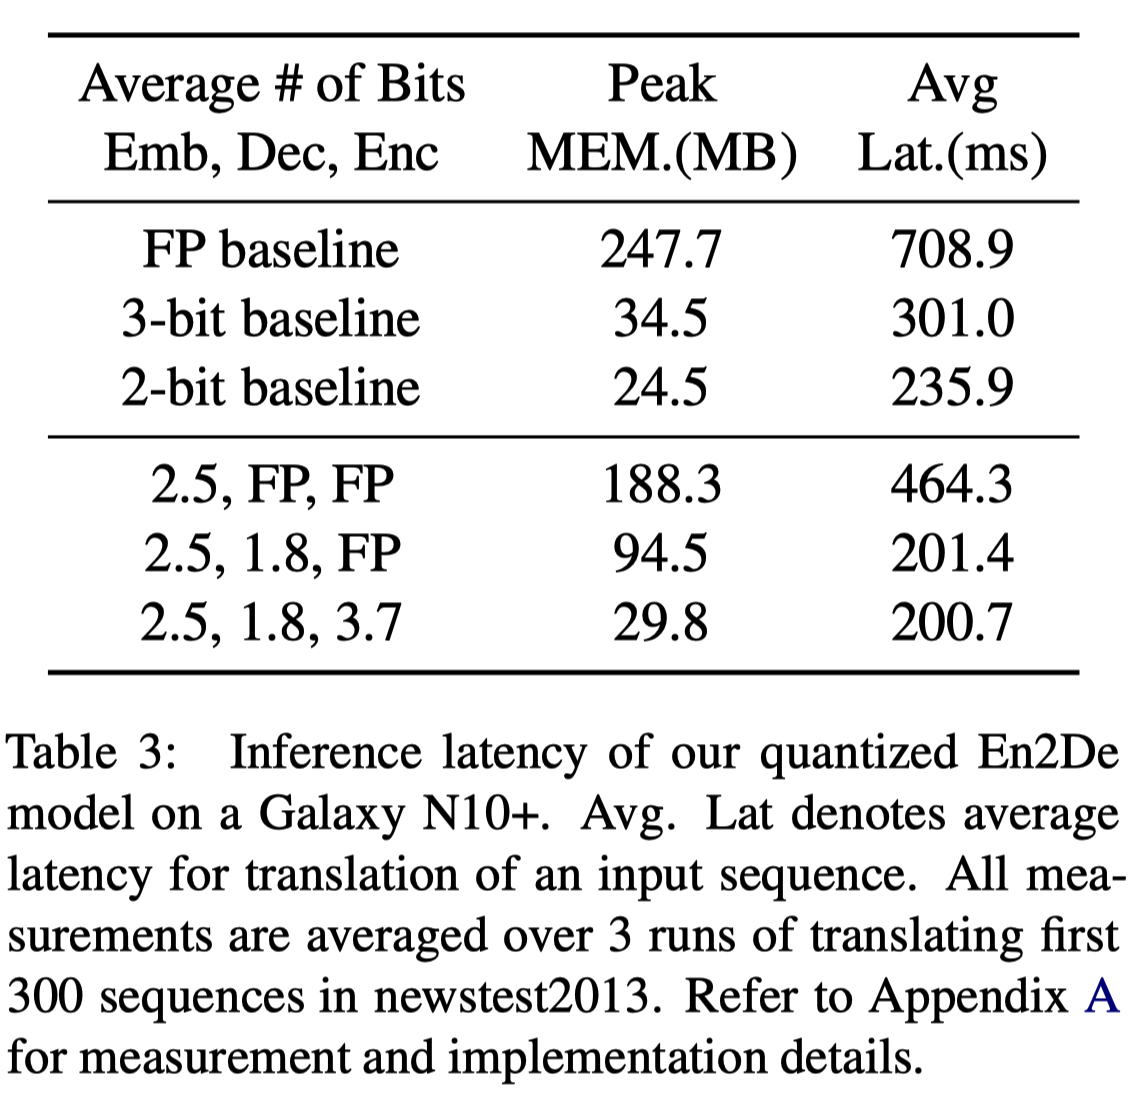 Average # of Bits Peak Avg
Emb, Dec, Enc MEM.(MB) Lat.(ms)
FP baseline 247.7 708.9
3-bit baseline 34.5 301.0
2-bit baseline 24.5 235.9
2.5, FP, FP 188.3 464.3
2.5, 1.8, FP 94.5 201.4
2.5, 1.8, 3.7 29.8 200.7
Table 3: Inference latency of our quantized En2De
model on a Galaxy N10+. Avg. Lat denotes average
latency for translation of an input sequence. All mea-
surements are averaged over 3 runs of translating first
300 sequences in newstest2013. Refer to Appendix A
for measurement and implementation details.